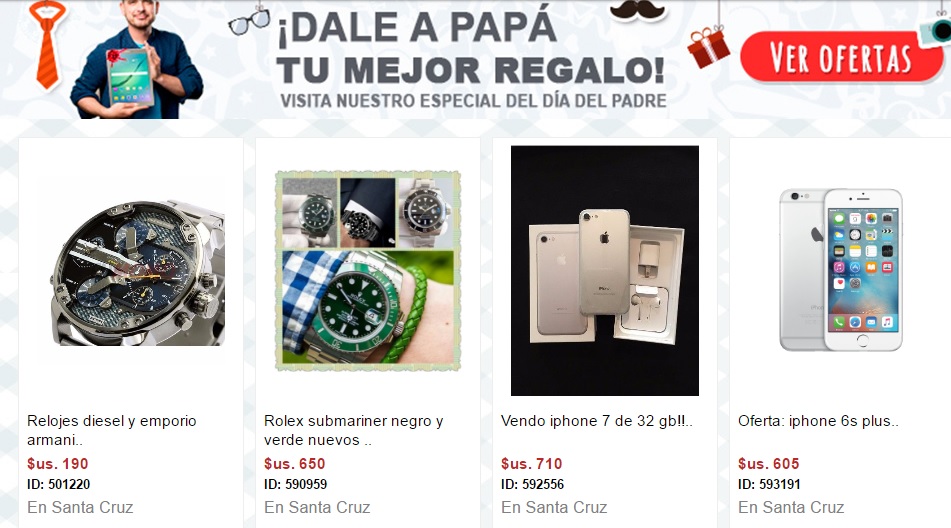 ¡DALE A PAPÁ
TU MEJOR REGALO!
VISITA NUESTRO ESPECIAL DEL DÍA DEL PADRE
VER OFERTAS
Relojes diesel y emporio
armani..
$us. 190
ID: 501220
En Santa Cruz
Rolex submariner negro y
verde nuevos ..
$us. 650
ID: 590959
En Santa Cruz
Vendo iphone 7 de 32 gb!!..
$us. 710
ID: 592556
En Santa Cruz
Oferta: iphone 6s plus..
$us. 605
ID: 593191
En Santa Cruz